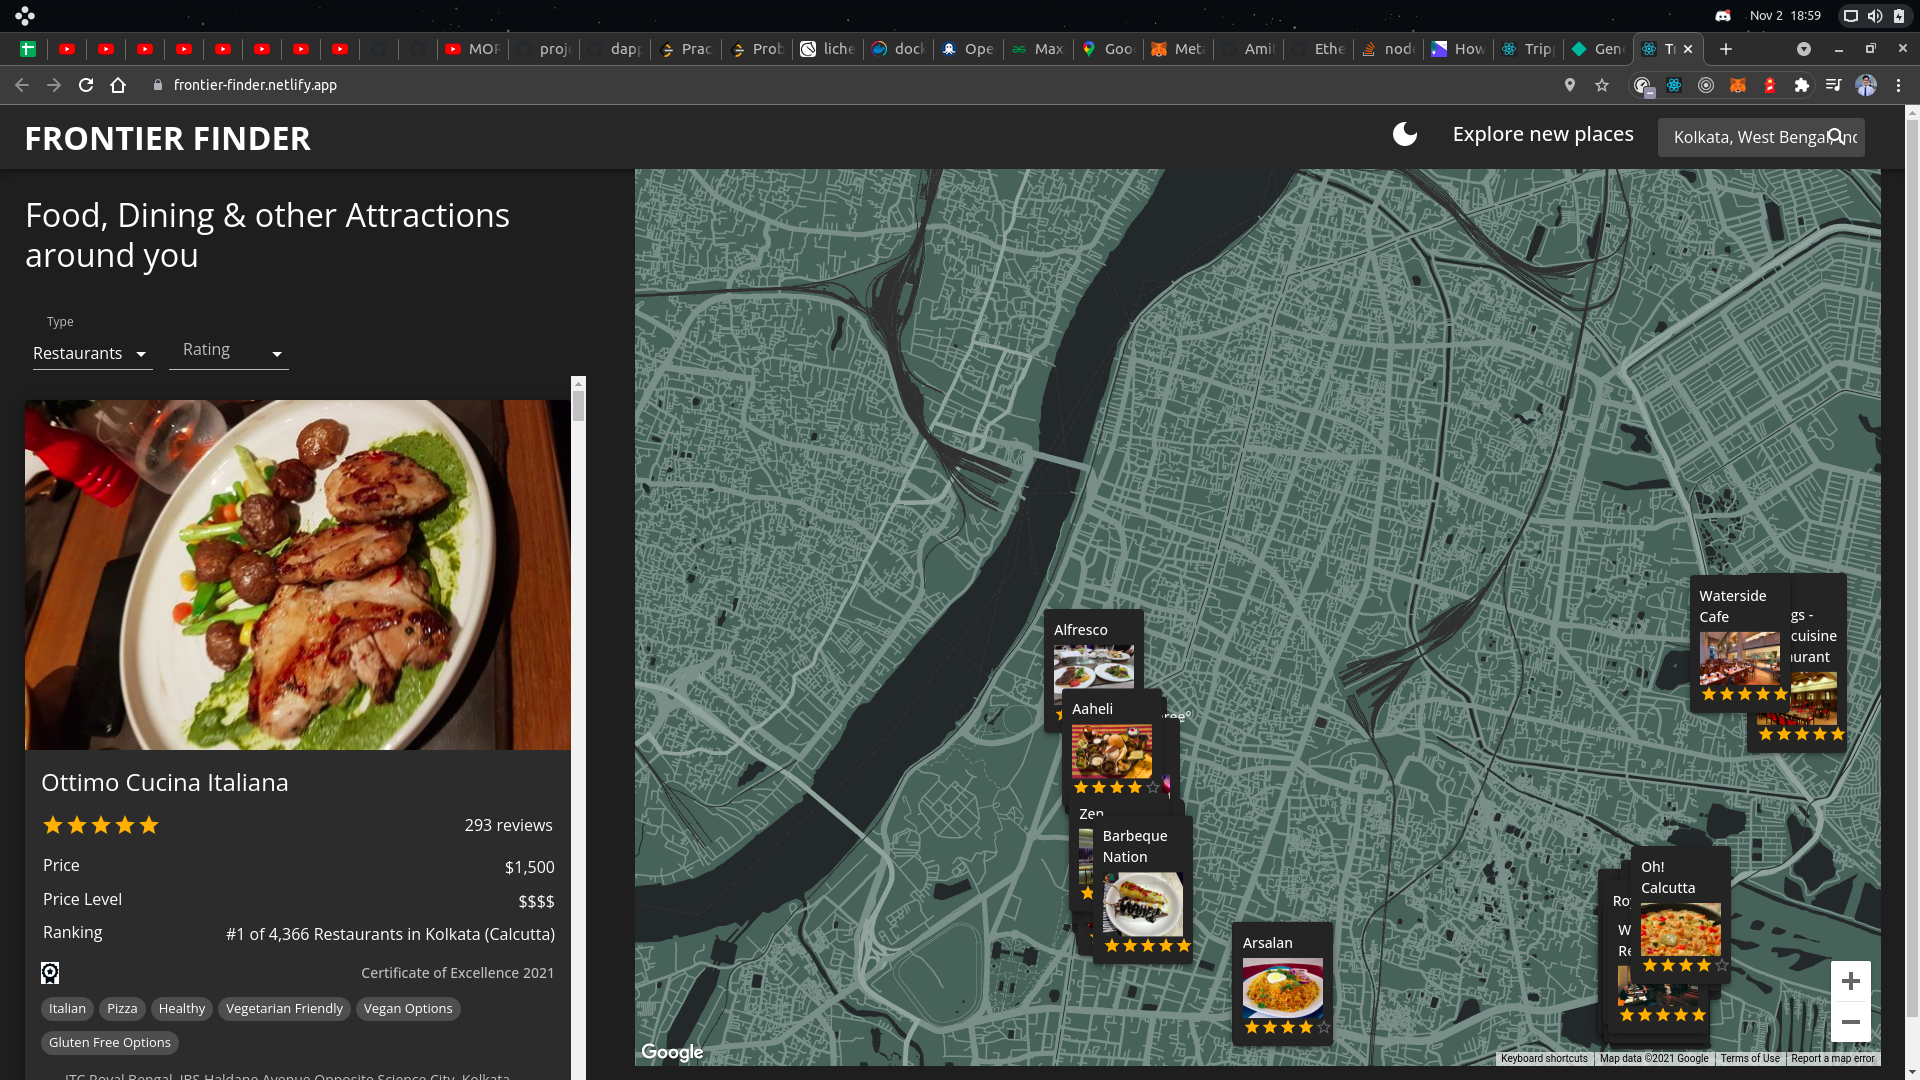 Nov 2 18:59
MOR
proje
dapp
Prac
Prob
liche
dock
Ope
Max
Goo
Meta
Amit
Ethe
node
How
Tripp
Gene
Tr
frontier-finder.netlify.app
FRONTIER FINDER
Explore new places
Kolkata, West Bengal, Inc
Food, Dining & other Attractions
around you
Type
Restaurants
Rating
Ottimo Cucina Italiana
293 reviews
Price
$1,500
Price Level
$$$$
Ranking
#1 of 4,366 Restaurants in Kolkata (Calcutta)
Certificate of Excellence 2021
Italian
Pizza
Healthy
Vegetarian Friendly
Vegan Options
Gluten Free Options
ITC Royal Bengal, JBS Haldane Avenue Opposite Science City, Kolkata
Waterside
Cafe
gs -
cuisine
urant
Alfresco
Aaheli
ree°
Zen
Barbeque
Nation
Arsalan
Oh!
Calcutta
Ro
W
Re
Google
Keyboard shortcuts
Map data ©2021 Google
Terms of Use
Report a map error